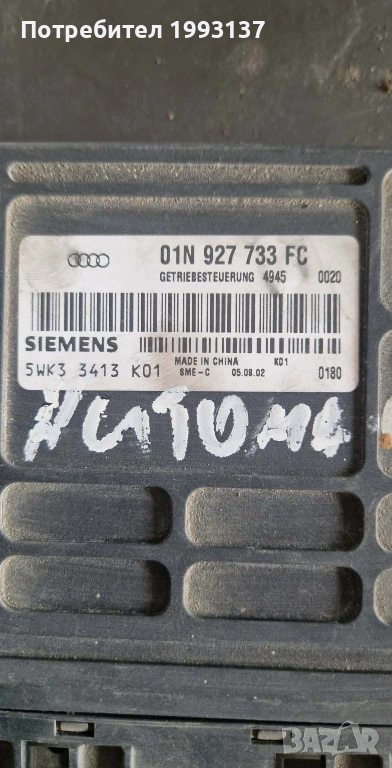 Потребител 1993137
01N 927 733 FC
GETRIEBESTEUERUNG 4945 0020
SIEMENS
MADE IN CHINA K01
5WK3 3413 K01 SME-C 05.08.02 0180
BAZAR